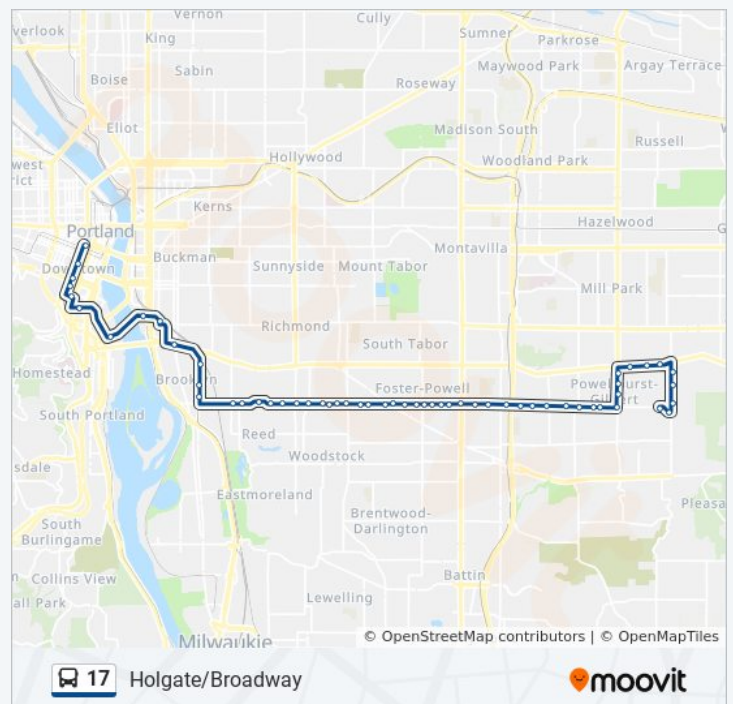 Vernon
Cully
Sumner
verlook
King
Parkrose
Sabin
Maywood Park
Argay Terrace
Boise
Roseway
Eliot
Madison South
Russell
west
rict
Hollywood
Woodland Park
Kerns
Hazelwood
G
Portland
Buckman
Montavilla
Downtown
Sunnyside
Mount Tabor
Mill Park
Richmond
South Tabor
Homestead
Brooklyn
Foster-Powell
Powellhurst-
Gilbert
South Portland
Reed
Woodstock
sdale
Eastmoreland
Pleasa
South
Burlingame
Brentwood-
Darlington
Collins View
Battin
all Park
Lewelling
Milwaukie
© OpenStreetMap contributors | © OpenMapTiles
17 Holgate/Broadway
moovit